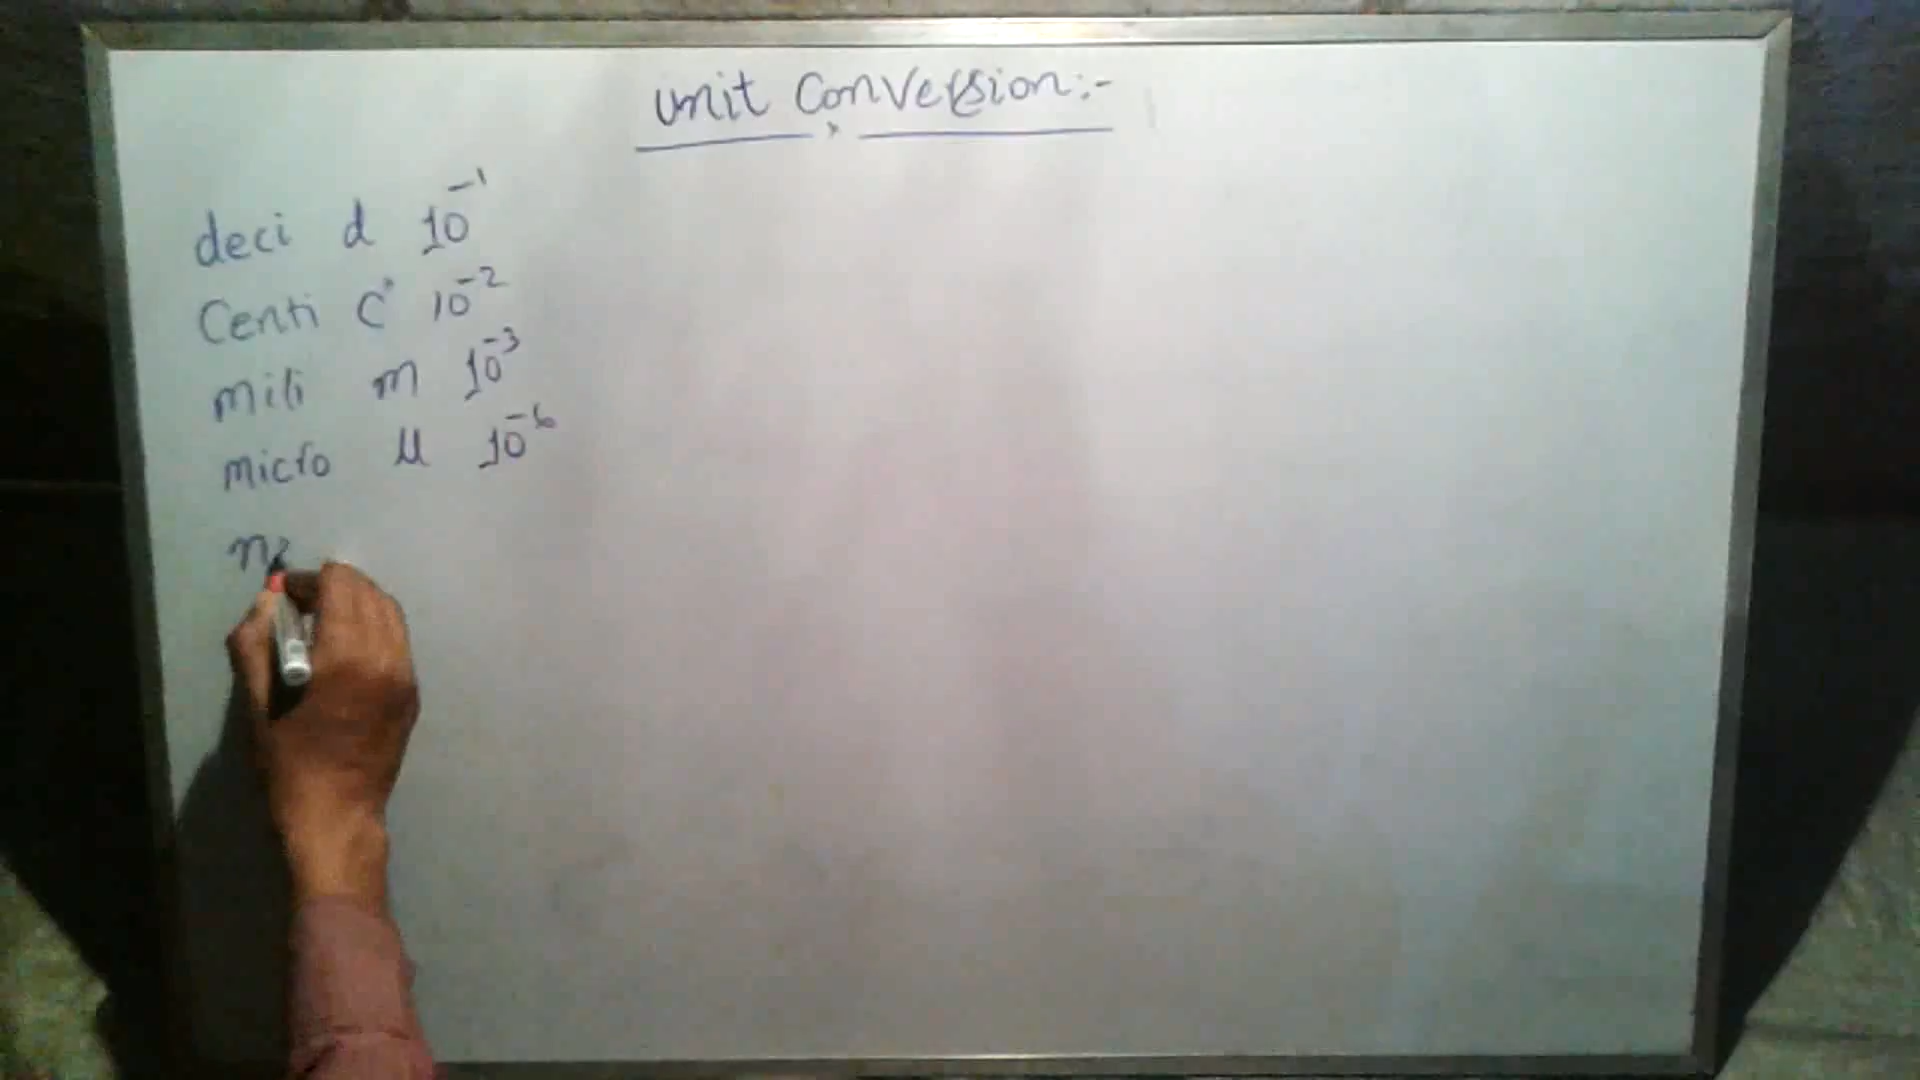 unit Conversion:-
deci d 10⁻¹
Centi C 10⁻²
mili m 10⁻³
micro μ 10⁻⁶